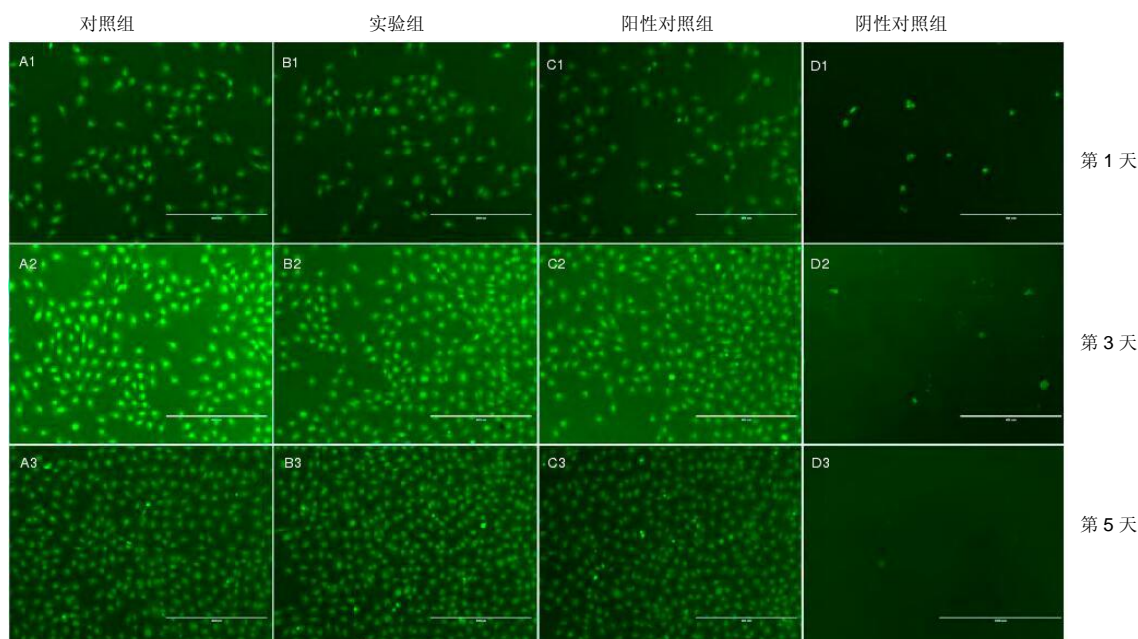 对照组 实验组 阳性对照组 阴性对照组
A1 B1 C1 D1
第 1 天
A2 B2 C2 D2
第 3 天
A3 B3 C3 D3
第 5 天